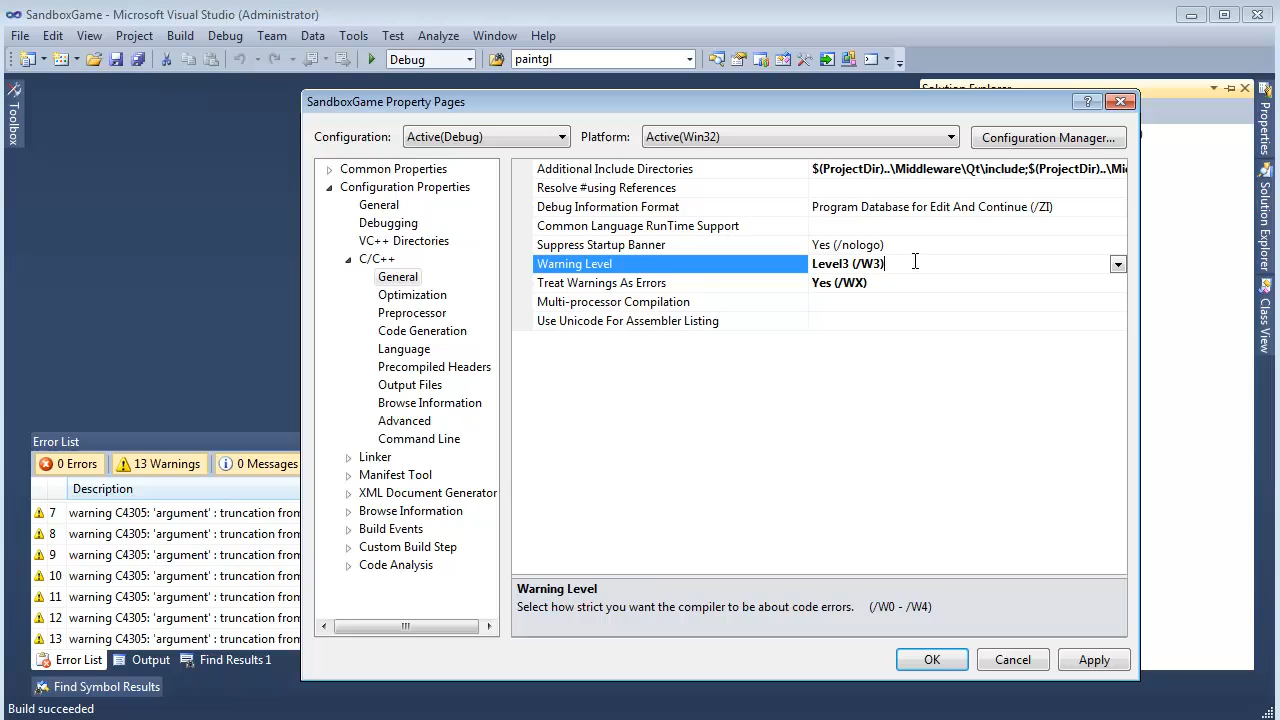 SandboxGame - Microsoft Visual Studio (Administrator)
File Edit View Project Build Debug Team Data Tools Test Analyze Window Help
Debug paintgl
Toolbox
Solution Explorer
Properties
Solution Explorer
Class View
SandboxGame Property Pages
Configuration: Active(Debug) Platform: Active(Win32) Configuration Manager...
Common Properties
Configuration Properties
General
Debugging
VC++ Directories
C/C++
General
Optimization
Preprocessor
Code Generation
Language
Precompiled Headers
Output Files
Browse Information
Advanced
Command Line
Linker
Manifest Tool
XML Document Generator
Browse Information
Build Events
Custom Build Step
Code Analysis
Additional Include Directories $(ProjectDir)..\Middleware\Qt\include;$(ProjectDir)..\Mic
Resolve #using References
Debug Information Format Program Database for Edit And Continue (/ZI)
Common Language RunTime Support
Suppress Startup Banner Yes (/nologo)
Warning Level Level3 (/W3)
Treat Warnings As Errors Yes (/WX)
Multi-processor Compilation
Use Unicode For Assembler Listing
Warning Level
Select how strict you want the compiler to be about code errors. (/W0 - /W4)
OK Cancel Apply
Error List
0 Errors 13 Warnings 0 Messages
Description
7 warning C4305: 'argument' : truncation from
8 warning C4305: 'argument' : truncation from
9 warning C4305: 'argument' : truncation from
10 warning C4305: 'argument' : truncation from
11 warning C4305: 'argument' : truncation from
12 warning C4305: 'argument' : truncation from
13 warning C4305: 'argument' : truncation from
Error List Output Find Results 1
Find Symbol Results
Build succeeded